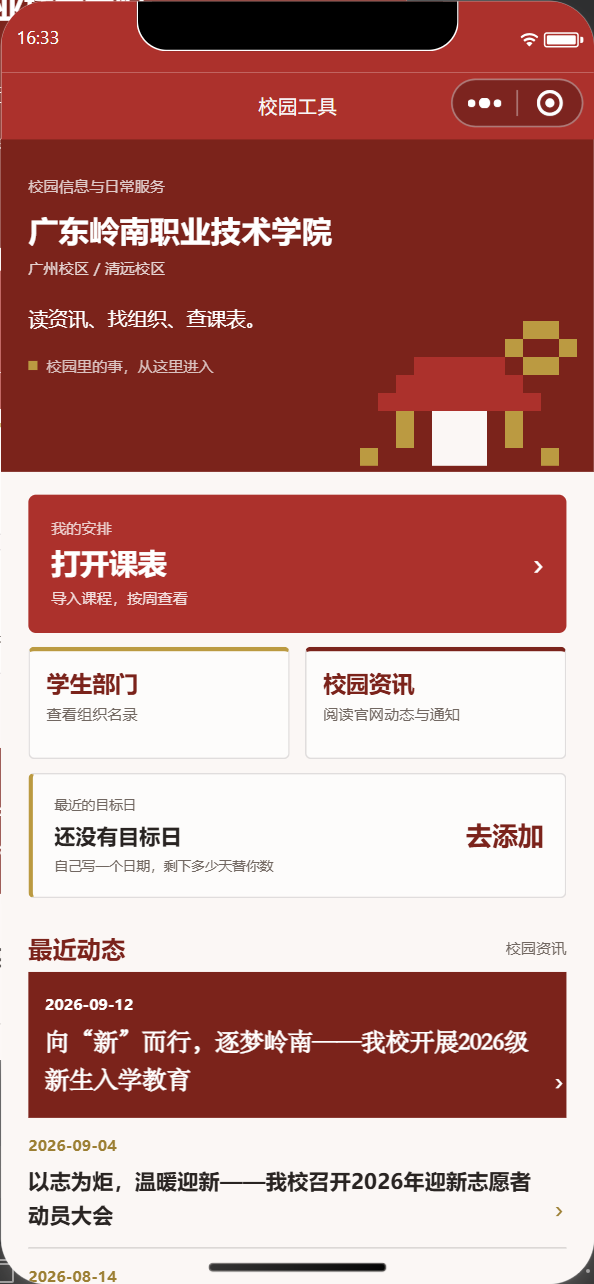 16:33
校园工具
校园信息与日常服务
广东岭南职业技术学院
广州校区 / 清远校区
读资讯、找组织、查课表。
校园里的事，从这里进入
我的安排
打开课表
导入课程，按周查看
学生部门
查看组织名录
校园资讯
阅读官网动态与通知
最近的目标日
还没有目标日
自己写一个日期，剩下多少天替你数
去添加
最近动态
校园资讯
2026-09-12
向“新”而行，逐梦岭南——我校开展2026级
新生入学教育
2026-09-04
以志为炬，温暖迎新——我校召开2026年迎新志愿者
动员大会
2026-08-14